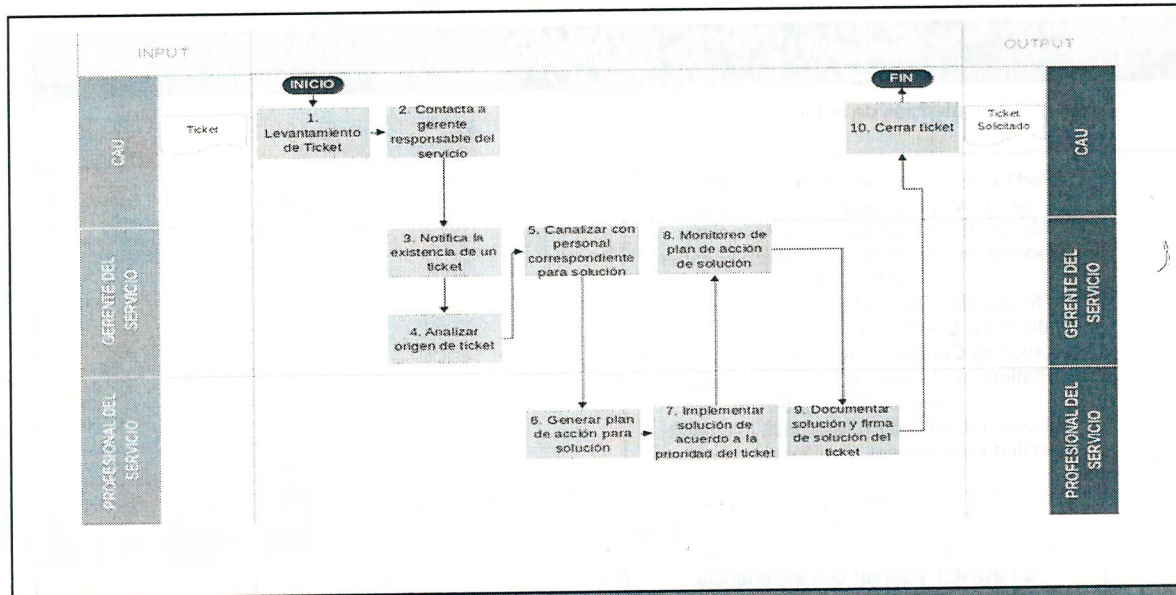 INPUT
OUTPUT
INICIO
FIN
CAU
Ticket
1.
Levantamiento
de Ticket
2. Contacta a
gerente
responsable del
servicio
10. Cerrar ticket
Ticket
Solicitado
CAU
GERENTE DEL
SERVICIO
3. Notifica la
existencia de un
ticket
4. Analizar
origen de ticket
5. Canalizar con
personal
correspondiente
para solución
8. Monitoreo de
plan de acción
de solución
GERENTE DEL
SERVICIO
PROFESIONAL DEL
SERVICIO
6. Generar plan
de acción para
solución
7. Implementar
solución de
acuerdo a la
prioridad del ticket
9. Documentar
solución y firma
de solución del
ticket
PROFESIONAL DEL
SERVICIO